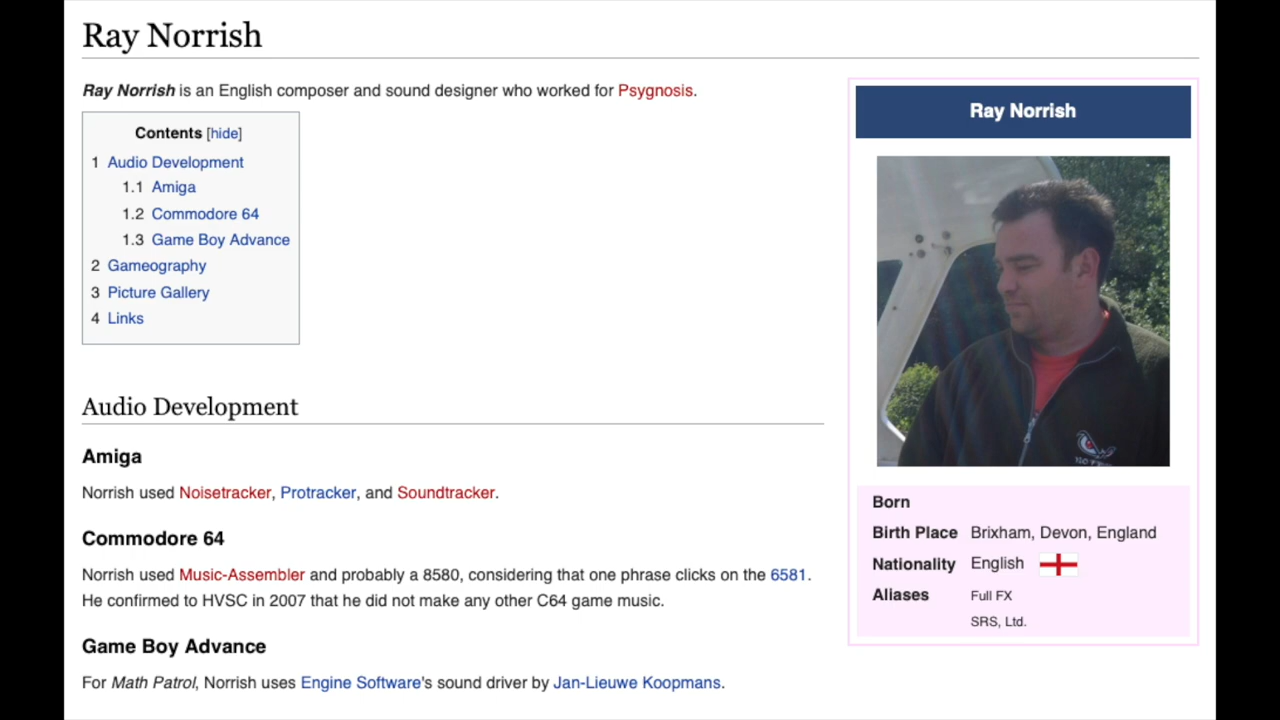 Ray Norrish
Ray Norrish is an English composer and sound designer who worked for Psygnosis.
Contents [hide]
1 Audio Development
1.1 Amiga
1.2 Commodore 64
1.3 Game Boy Advance
2 Gameography
3 Picture Gallery
4 Links
Audio Development
Amiga
Norrish used Noisetracker, Protracker, and Soundtracker.
Commodore 64
Norrish used Music-Assembler and probably a 8580, considering that one phrase clicks on the 6581.
He confirmed to HVSC in 2007 that he did not make any other C64 game music.
Game Boy Advance
For Math Patrol, Norrish uses Engine Software's sound driver by Jan-Lieuwe Koopmans.
Ray Norrish
Born
Birth Place Brixham, Devon, England
Nationality English
Aliases Full FX
SRS, Ltd.